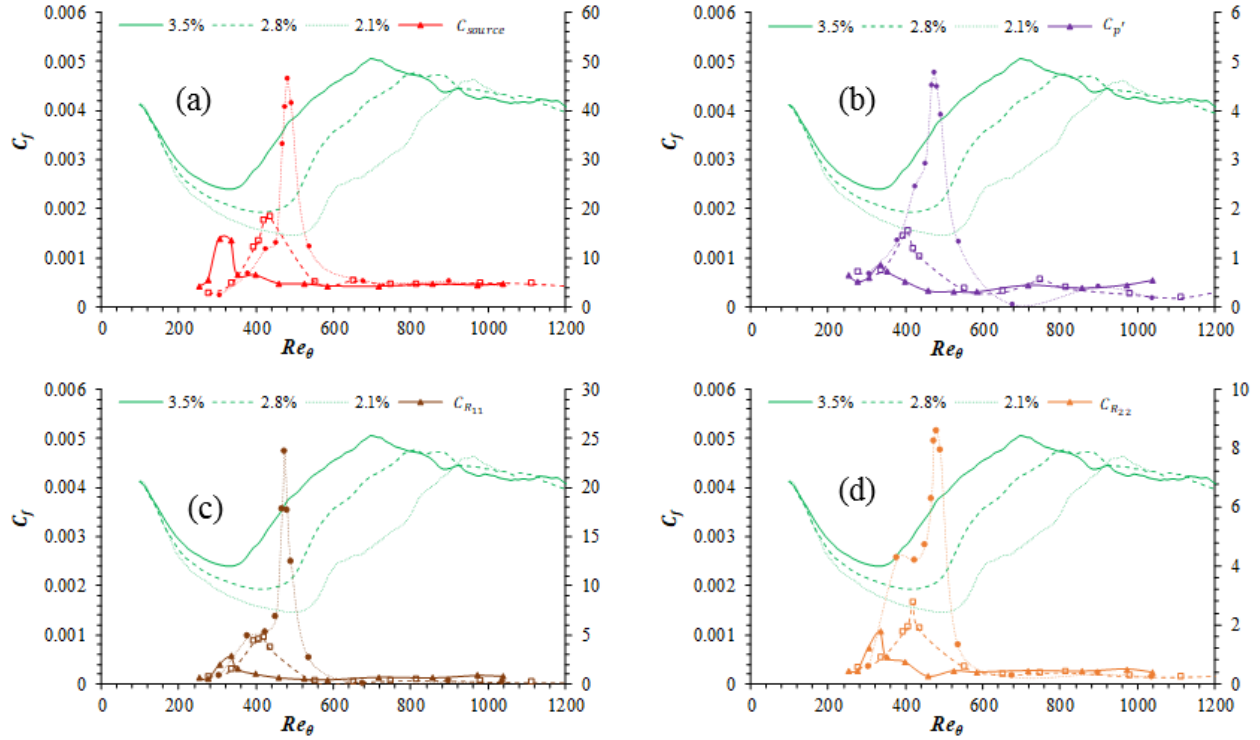 0.006 60 0.006 6
3.5% 2.8% 2.1% C_source 3.5% 2.8% 2.1% C_p'
0.005 50 0.005 5
(a) (b)
0.004 40 0.004 4
C_f 0.003 30 C_f 0.003 3
0.002 20 0.002 2
0.001 10 0.001 1
0 0 0 0
0 200 400 600 800 1000 1200 0 200 400 600 800 1000 1200
Re_θ Re_θ
0.006 30 0.006 10
3.5% 2.8% 2.1% C_R_11 3.5% 2.8% 2.1% C_R_22
0.005 25 0.005 8
(c) (d)
0.004 20 0.004
C_f 0.003 15 C_f 0.003 6
0.002 10 0.002 4
0.001 5 0.001 2
0 0 0 0
0 200 400 600 800 1000 1200 0 200 400 600 800 1000 1200
Re_θ Re_θ